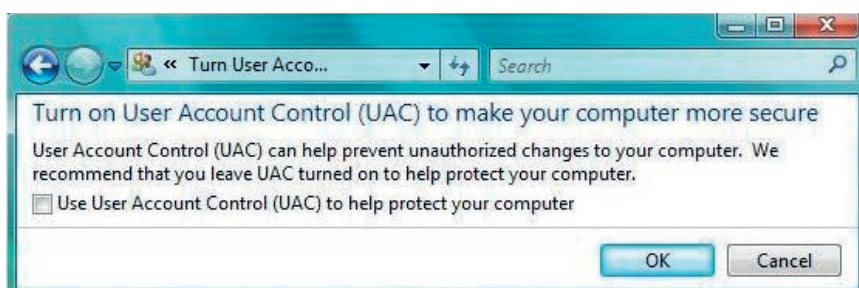 « Turn User Acco... Search
Turn on User Account Control (UAC) to make your computer more secure
User Account Control (UAC) can help prevent unauthorized changes to your computer. We
recommend that you leave UAC turned on to help protect your computer.
Use User Account Control (UAC) to help protect your computer
OK Cancel